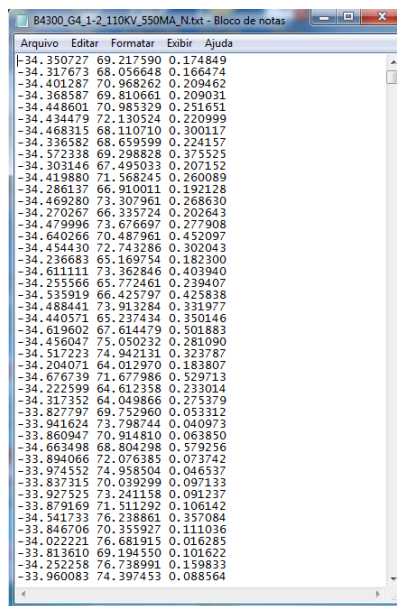 B4300_G4_1-2_110KV_550MA_N.txt - Bloco de notas
Arquivo Editar Formatar Exibir Ajuda
-34.350727 69.217590 0.174849
-34.317673 68.056648 0.166474
-34.401287 70.968262 0.209462
-34.368587 69.810661 0.209031
-34.448601 70.985329 0.251651
-34.434479 72.130524 0.220999
-34.468315 68.110710 0.300117
-34.336582 68.659599 0.224157
-34.572338 69.298828 0.375525
-34.303146 67.495033 0.207152
-34.419880 71.568245 0.260089
-34.286137 66.910011 0.192128
-34.469280 73.307961 0.268630
-34.270267 66.335724 0.202643
-34.479996 73.676697 0.277908
-34.640266 70.487961 0.452097
-34.454430 72.743286 0.302043
-34.236683 65.169754 0.182300
-34.611111 73.362846 0.403940
-34.255566 65.772461 0.239407
-34.535919 66.425797 0.425838
-34.488441 73.913284 0.331977
-34.440571 65.237434 0.350146
-34.619602 67.614479 0.501883
-34.456047 75.050232 0.281090
-34.517223 74.942131 0.323787
-34.204071 64.012970 0.183807
-34.676739 71.677986 0.529713
-34.222599 64.612358 0.233014
-34.317352 64.049866 0.275379
-33.827797 69.752960 0.053312
-33.941624 73.798744 0.040973
-33.860947 70.914810 0.063850
-34.663498 68.804298 0.579256
-33.894066 72.076385 0.073742
-33.974552 74.958504 0.046537
-33.837315 70.039299 0.097133
-33.927525 73.241158 0.091237
-33.879169 71.511292 0.106142
-34.541733 76.238861 0.357084
-33.846706 70.355927 0.111036
-34.022221 76.681915 0.016285
-33.813610 69.194550 0.101622
-34.252258 76.738991 0.159833
-33.960083 74.397453 0.088564